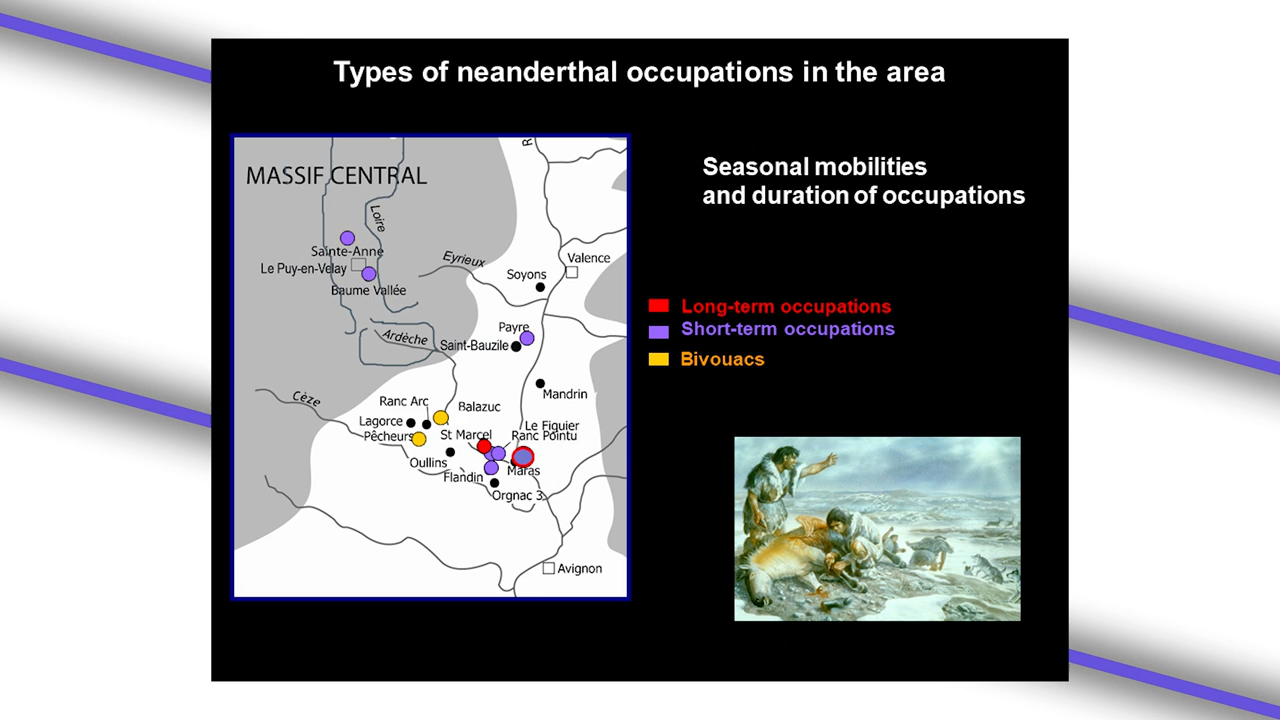 Types of neanderthal occupations in the area
MASSIF CENTRAL
R
Loire
Sainte-Anne
Le Puy-en-Velay
Baume Vallée
Eyrieux
Valence
Soyons
Payre
Saint-Bauzile
Ardèche
Mandrin
Cèze
Ranc Arc
Balazuc
Lagorce
Pêcheurs
St Marcel
Le Figuier
Ranc Pointu
Oullins
Maras
Flandin
Orgnac 3
Avignon
Seasonal mobilities
and duration of occupations
Long-term occupations
Short-term occupations
Bivouacs